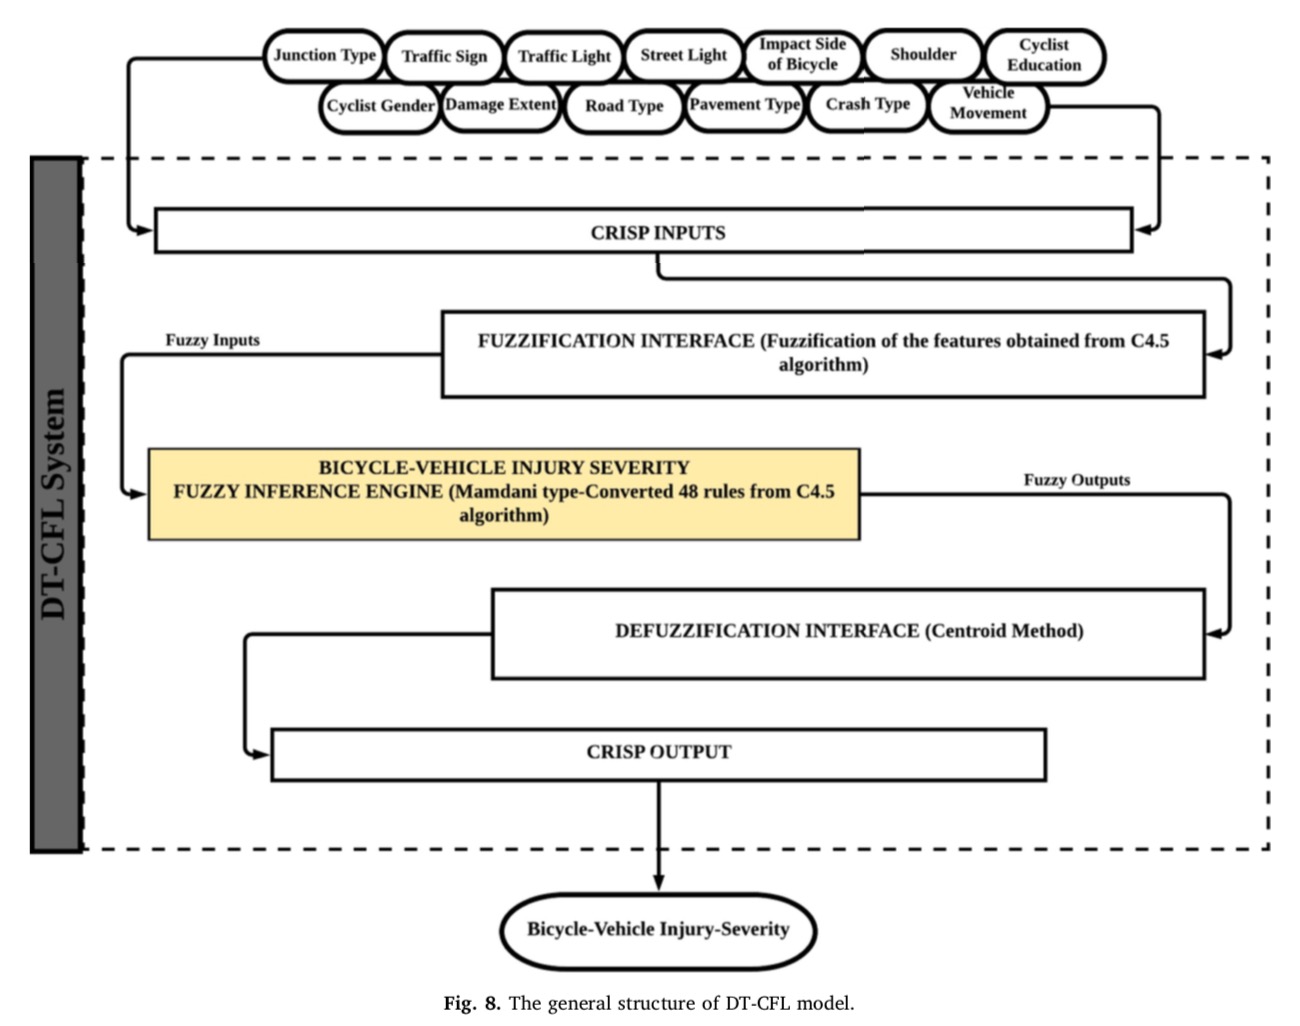 Junction Type
Traffic Sign
Traffic Light
Street Light
Impact Side
of Bicycle
Shoulder
Cyclist
Education
Cyclist Gender
Damage Extent
Road Type
Pavement Type
Crash Type
Vehicle
Movement
DT-CFL System
CRISP INPUTS
FUZZIFICATION INTERFACE (Fuzzification of the features obtained from C4.5
algorithm)
Fuzzy Inputs
BICYCLE-VEHICLE INJURY SEVERITY
FUZZY INFERENCE ENGINE (Mamdani type-Converted 48 rules from C4.5
algorithm)
Fuzzy Outputs
DEFUZZIFICATION INTERFACE (Centroid Method)
CRISP OUTPUT
Bicycle-Vehicle Injury-Severity
Fig. 8. The general structure of DT-CFL model.